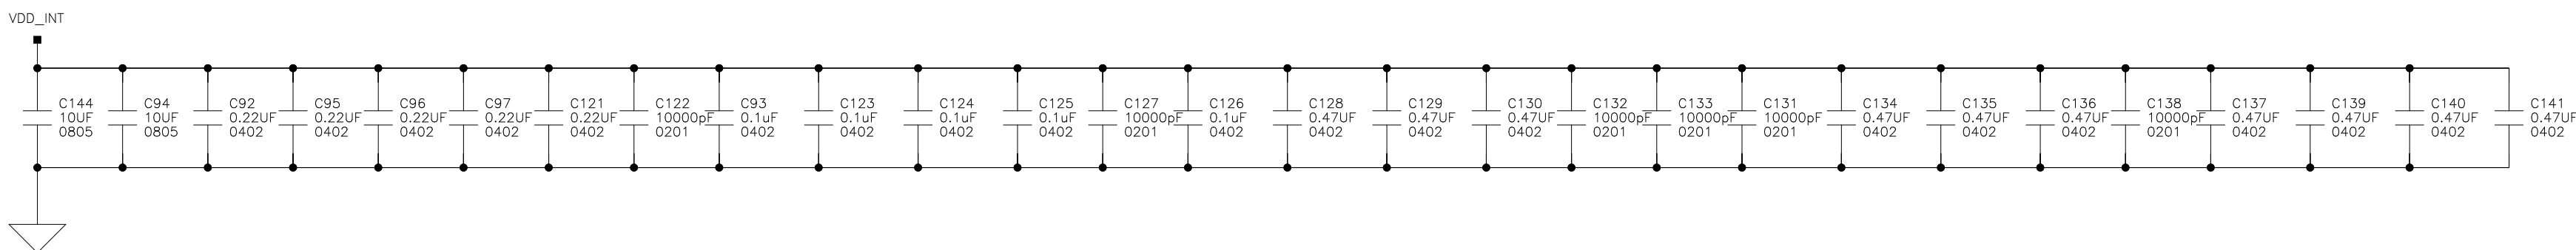 VDD_INT
C144
10UF
0805
C94
10UF
0805
C92
0.22UF
0402
C95
0.22UF
0402
C96
0.22UF
0402
C97
0.22UF
0402
C121
0.22UF
0402
C122
10000pF
0201
C93
0.1uF
0402
C123
0.1uF
0402
C124
0.1uF
0402
C125
0.1uF
0402
C127
10000pF
0201
C126
0.1uF
0402
C128
0.47UF
0402
C129
0.47UF
0402
C130
0.47UF
0402
C132
10000pF
0201
C133
10000pF
0201
C131
10000pF
0201
C134
0.47UF
0402
C135
0.47UF
0402
C136
0.47UF
0402
C138
10000pF
0201
C137
0.47UF
0402
C139
0.47UF
0402
C140
0.47UF
0402
C141
0.47UF
0402